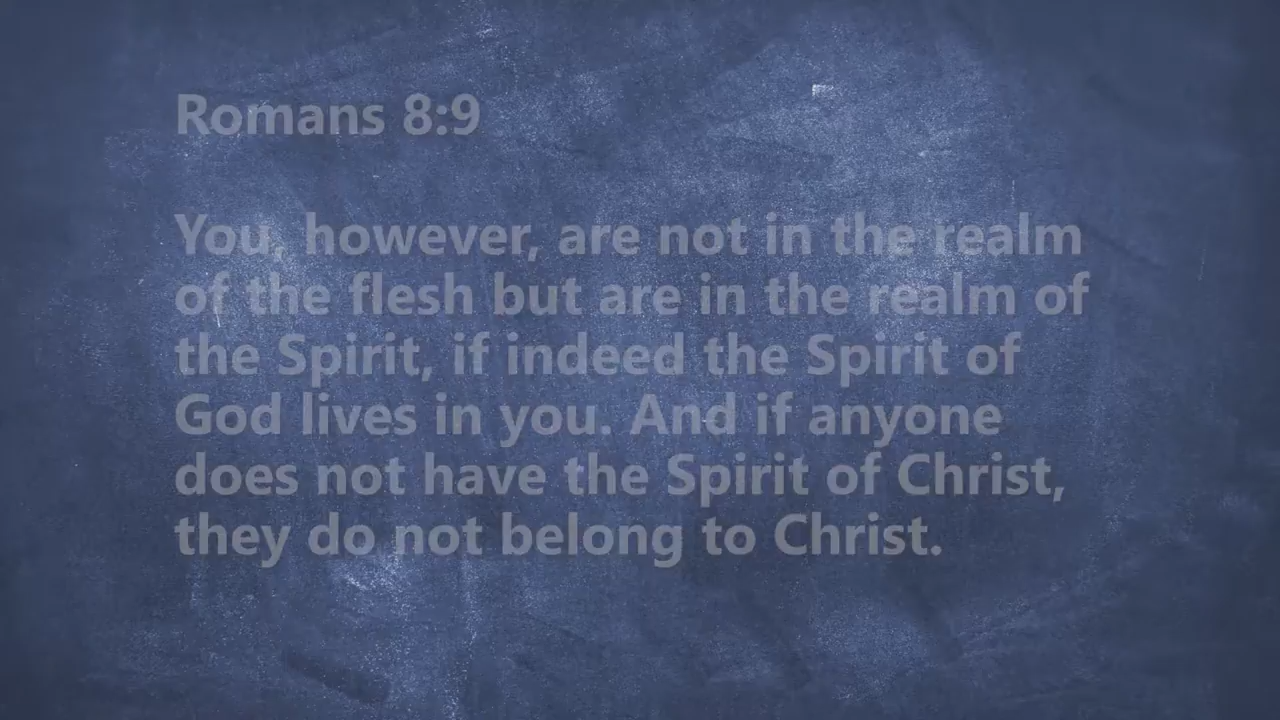 Romans 8:9
You, however, are not in the realm
of the flesh but are in the realm of
the Spirit, if indeed the Spirit of
God lives in you. And if anyone
does not have the Spirit of Christ,
they do not belong to Christ.